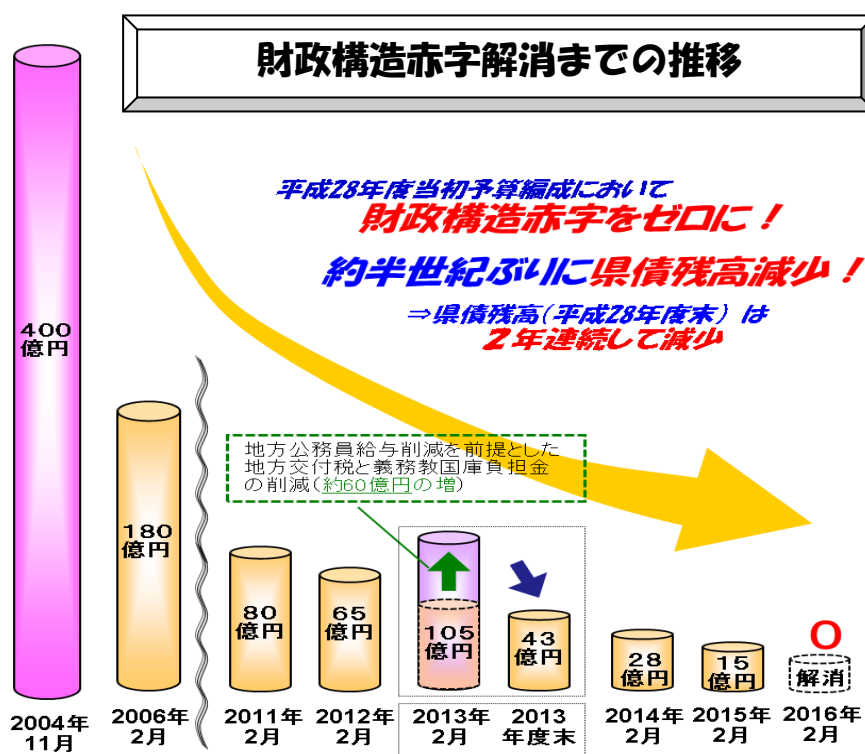 財政構造赤字解消までの推移
平成28年度当初予算編成において
財政構造赤字をゼロに!
約半世紀ぶりに県債残高減少!
⇒県債残高(平成28年度末)は
2年連続して減少
400
億円
180
億円
地方公務員給与削減を前提とした
地方交付税と義務教国庫負担金
の削減(約60億円の増)
80
億円
65
億円
105
億円
43
億円
28
億円
15
億円
0
解消
2004年
11月
2006年
2月
2011年
2月
2012年
2月
2013年
2月
2013
年度末
2014年
2月
2015年
2月
2016年
2月